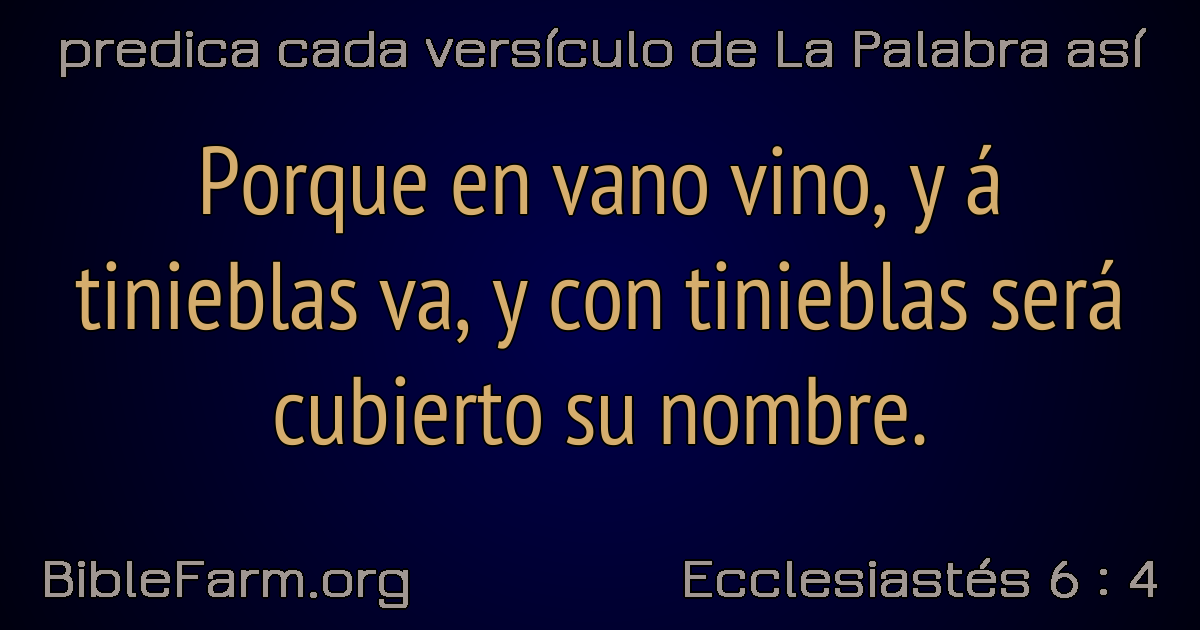 predica cada versículo de La Palabra así
Porque en vano vino, y á
tinieblas va, y con tinieblas será
cubierto su nombre.
BibleFarm.org
Ecclesiastés 6 : 4